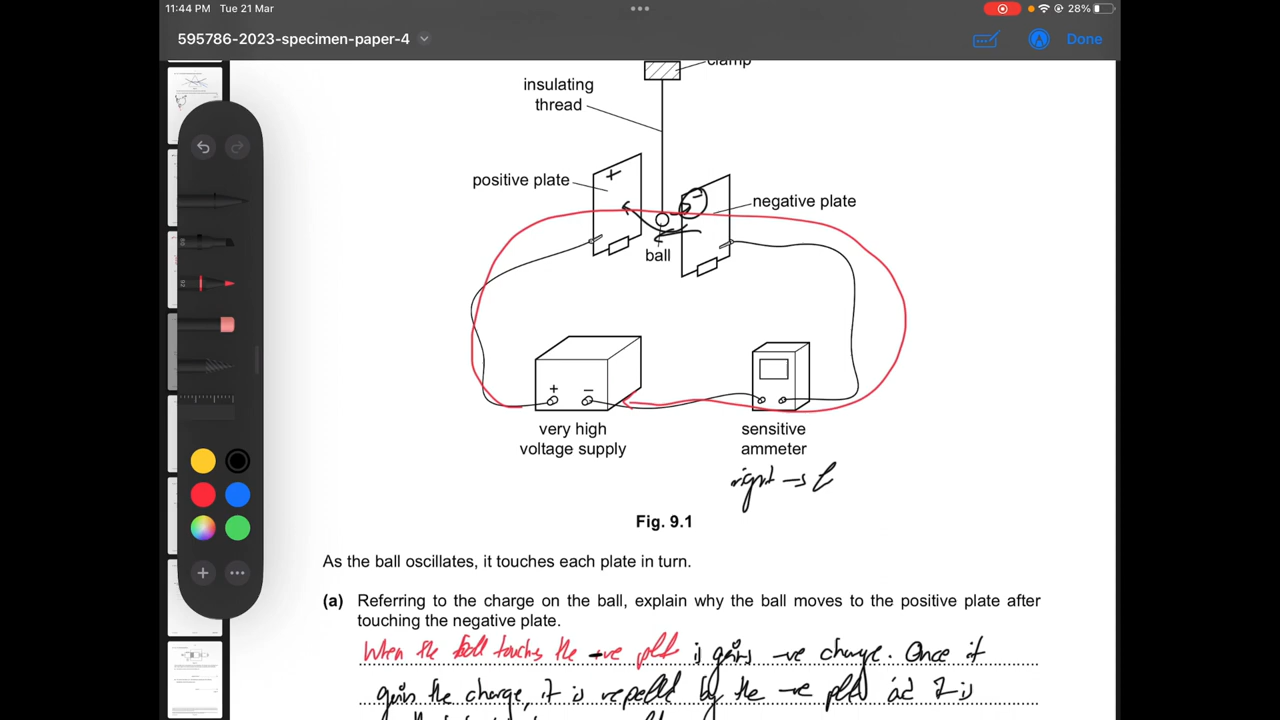 11:44 PM Tue 21 Mar
28%
595786-2023-specimen-paper-4
Done
clamp
insulating
thread
+
positive plate
-
negative plate
ball
+ −
very high
voltage supply
sensitive
ammeter
right →
Fig. 9.1
As the ball oscillates, it touches each plate in turn.
(a) Referring to the charge on the ball, explain why the ball moves to the positive plate after
touching the negative plate.
When the ball touches the -ve plate is gains -ve charge. Once it
gains the charge, it is repelled by the -ve plate ad it is